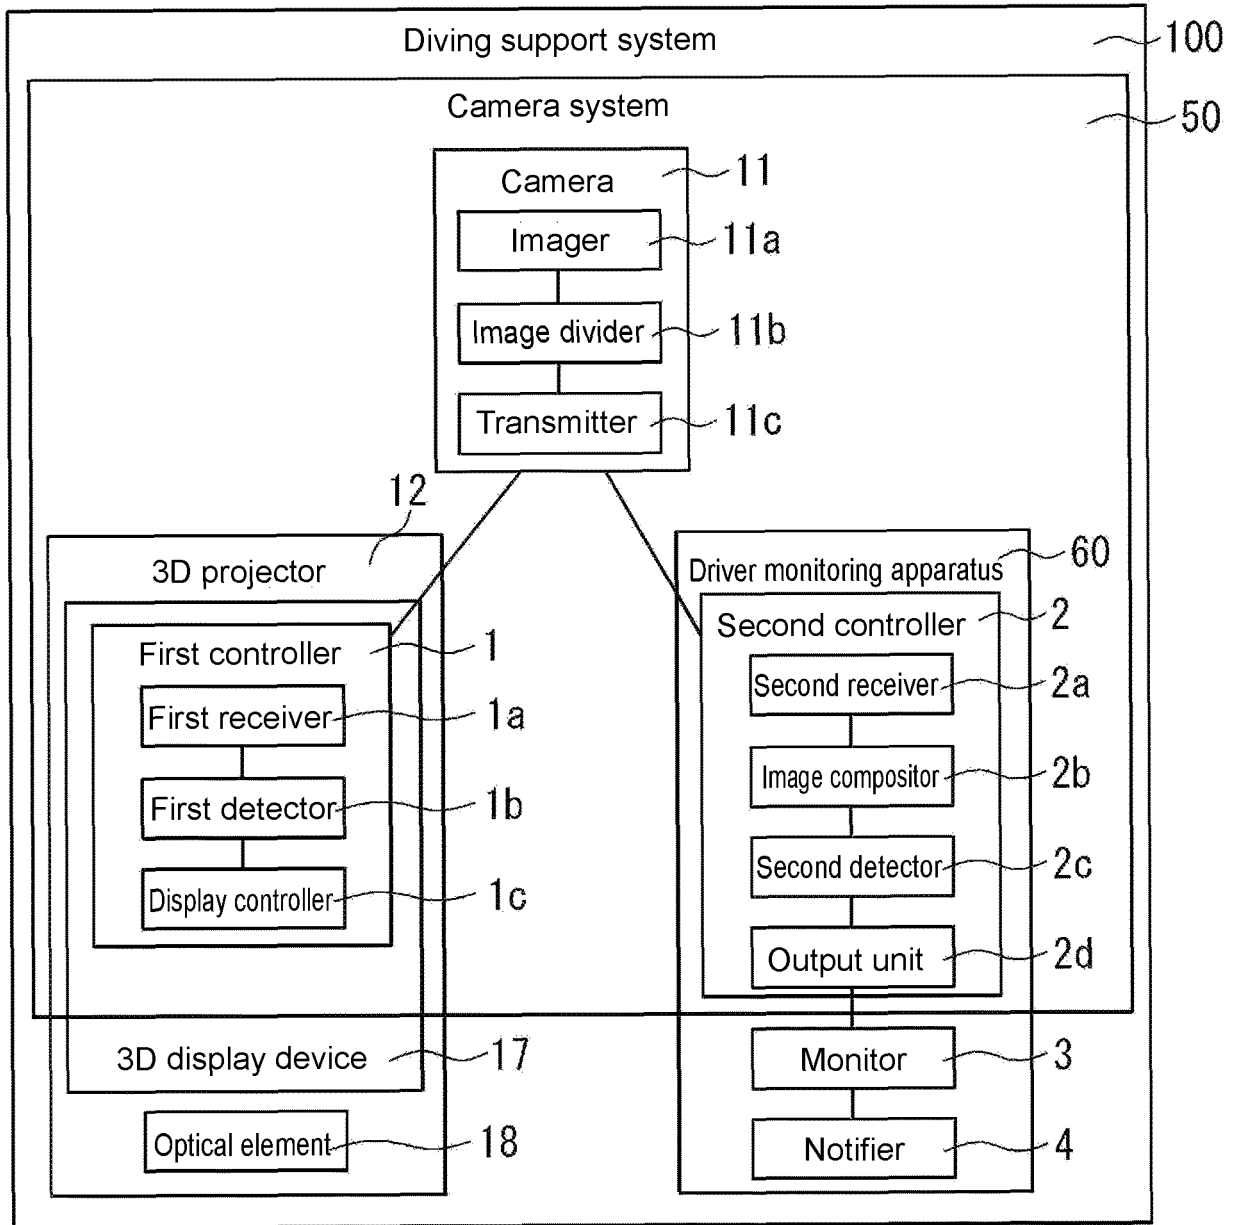 Diving support system
100
Camera system
50
Camera
11
Imager
11a
Image divider
11b
Transmitter
11c
12
3D projector
First controller
1
First receiver
1a
First detector
1b
Display controller
1c
3D display device
17
Optical element
18
60
Driver monitoring apparatus
Second controller
2
Second receiver
2a
Image compositor
2b
Second detector
2c
Output unit
2d
Monitor
3
Notifier
4